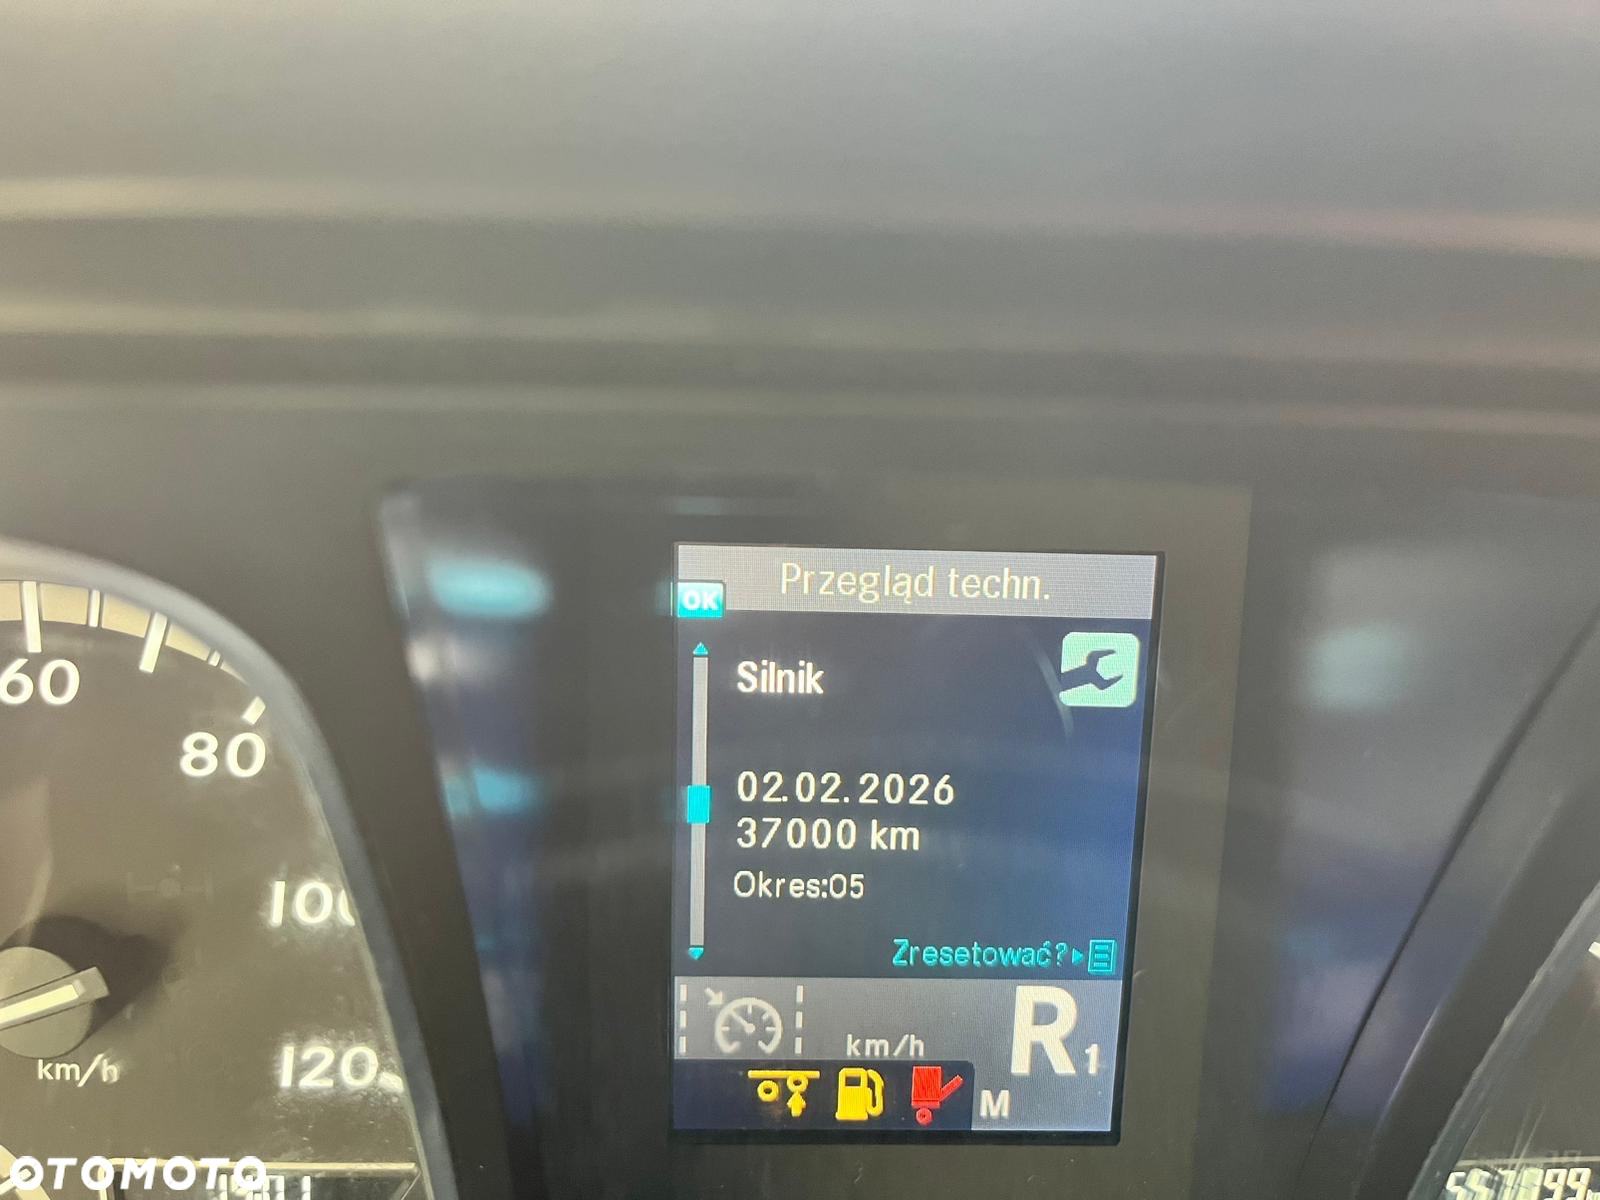 Przegląd techn.
OK
Silnik
02.02.2026
37000 km
Okres:05
Zresetować?
km/h
R1
M
60
80
100
120
km/h
OTOMOTO